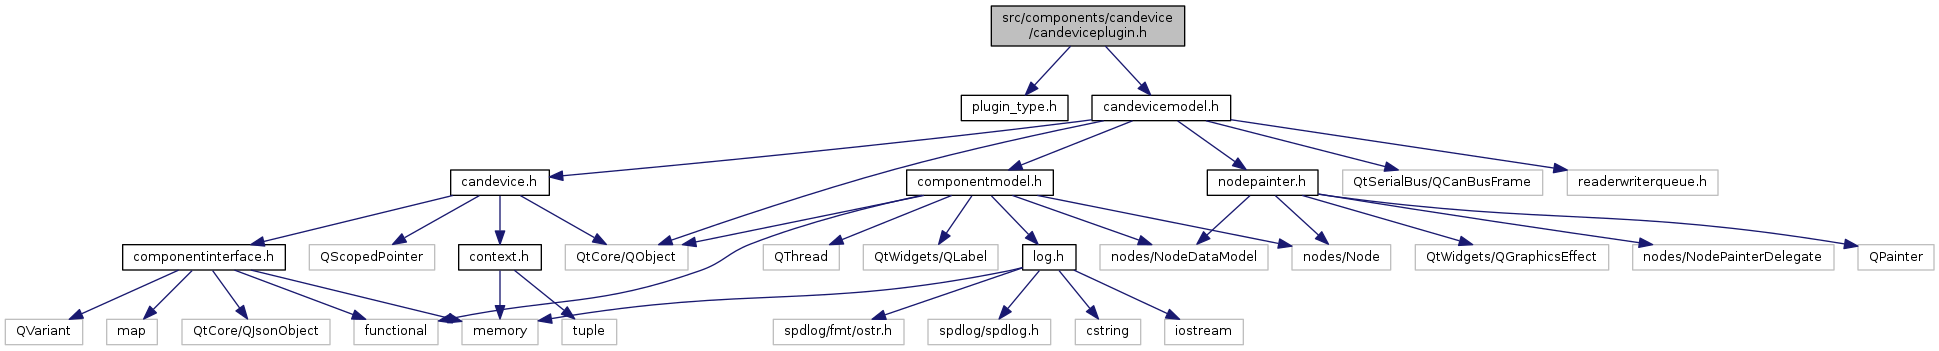 src/components/candevice
/candeviceplugin.h
plugin_type.h
candevicemodel.h
candevice.h
componentmodel.h
nodepainter.h
QtSerialBus/QCanBusFrame
readerwriterqueue.h
componentinterface.h
QScopedPointer
context.h
QtCore/QObject
QThread
QtWidgets/QLabel
log.h
nodes/NodeDataModel
nodes/Node
QtWidgets/QGraphicsEffect
nodes/NodePainterDelegate
QPainter
QVariant
map
QtCore/QJsonObject
functional
memory
tuple
spdlog/fmt/ostr.h
spdlog/spdlog.h
cstring
iostream